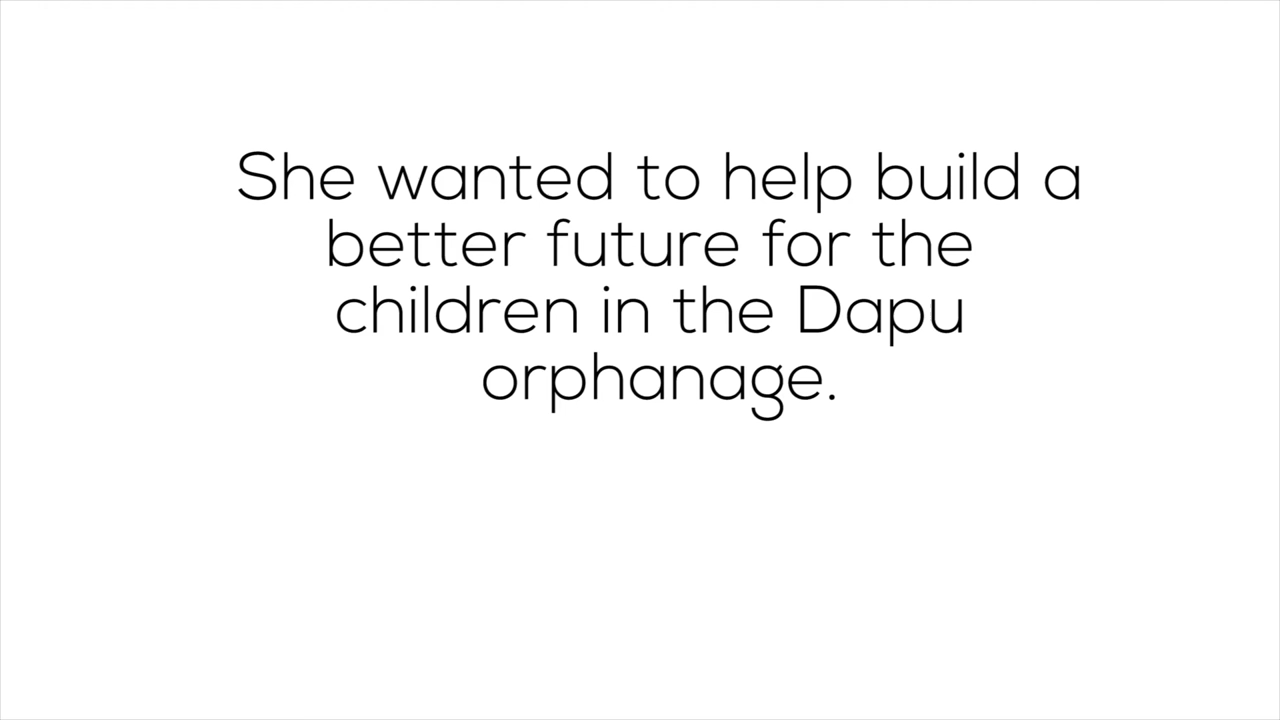 She wanted to help build a
better future for the
children in the Dapu
orphanage.